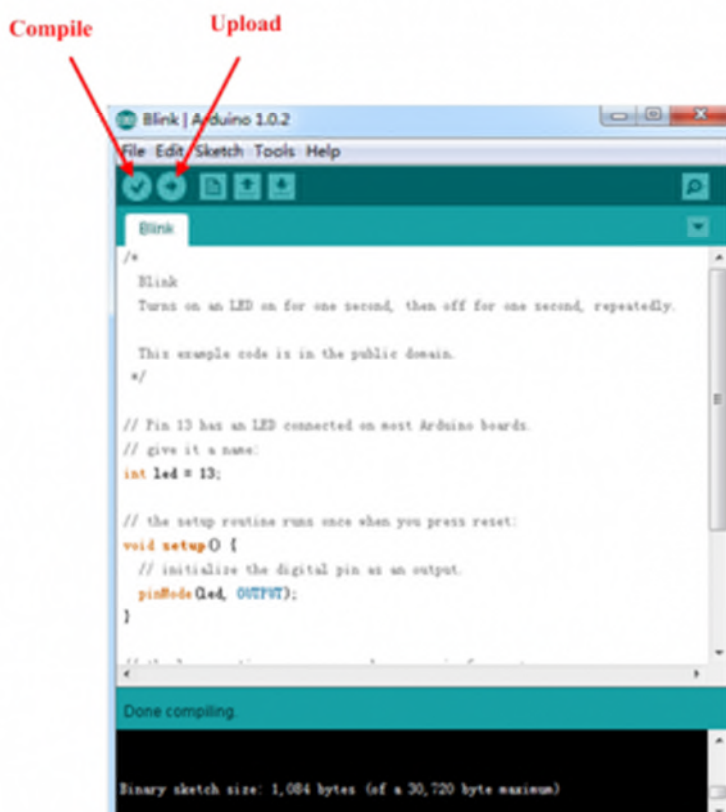 Compile
Upload
Blink | Arduino 1.0.2
File Edit Sketch Tools Help
Blink
/*
Blink
Turns on an LED on for one second, then off for one second, repeatedly.
This example code is in the public domain.
*/
// Pin 13 has an LED connected on most Arduino boards.
// give it a name:
int led = 13;
// the setup routine runs once when you press reset:
void setup() {
// initialize the digital pin as an output.
pinMode(led, OUTPUT);
}
Done compiling.
Binary sketch size: 1,084 bytes (of a 30,720 byte maximum)